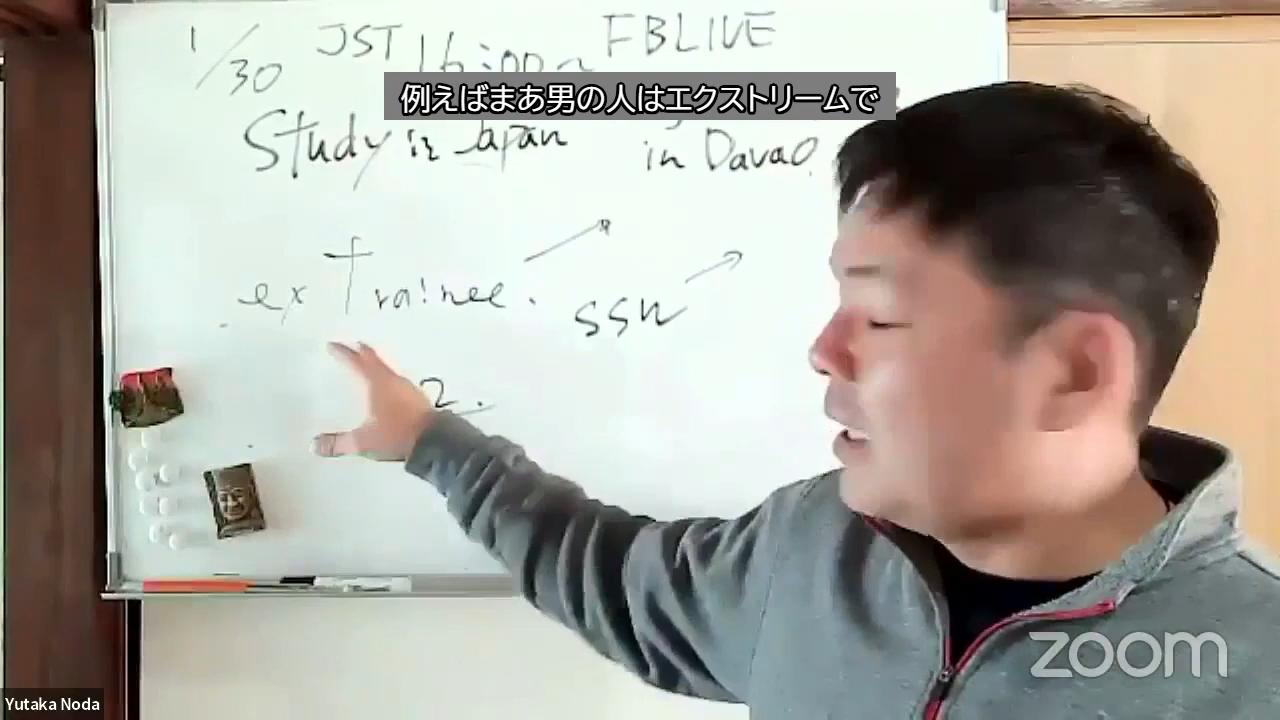 1/30 JST 16:00~ FBLIVE
例えばまあ男の人はエクストリームで
Study in Japan in Davao.
ex Trainee. SSW
2.
Yutaka Noda
zoom